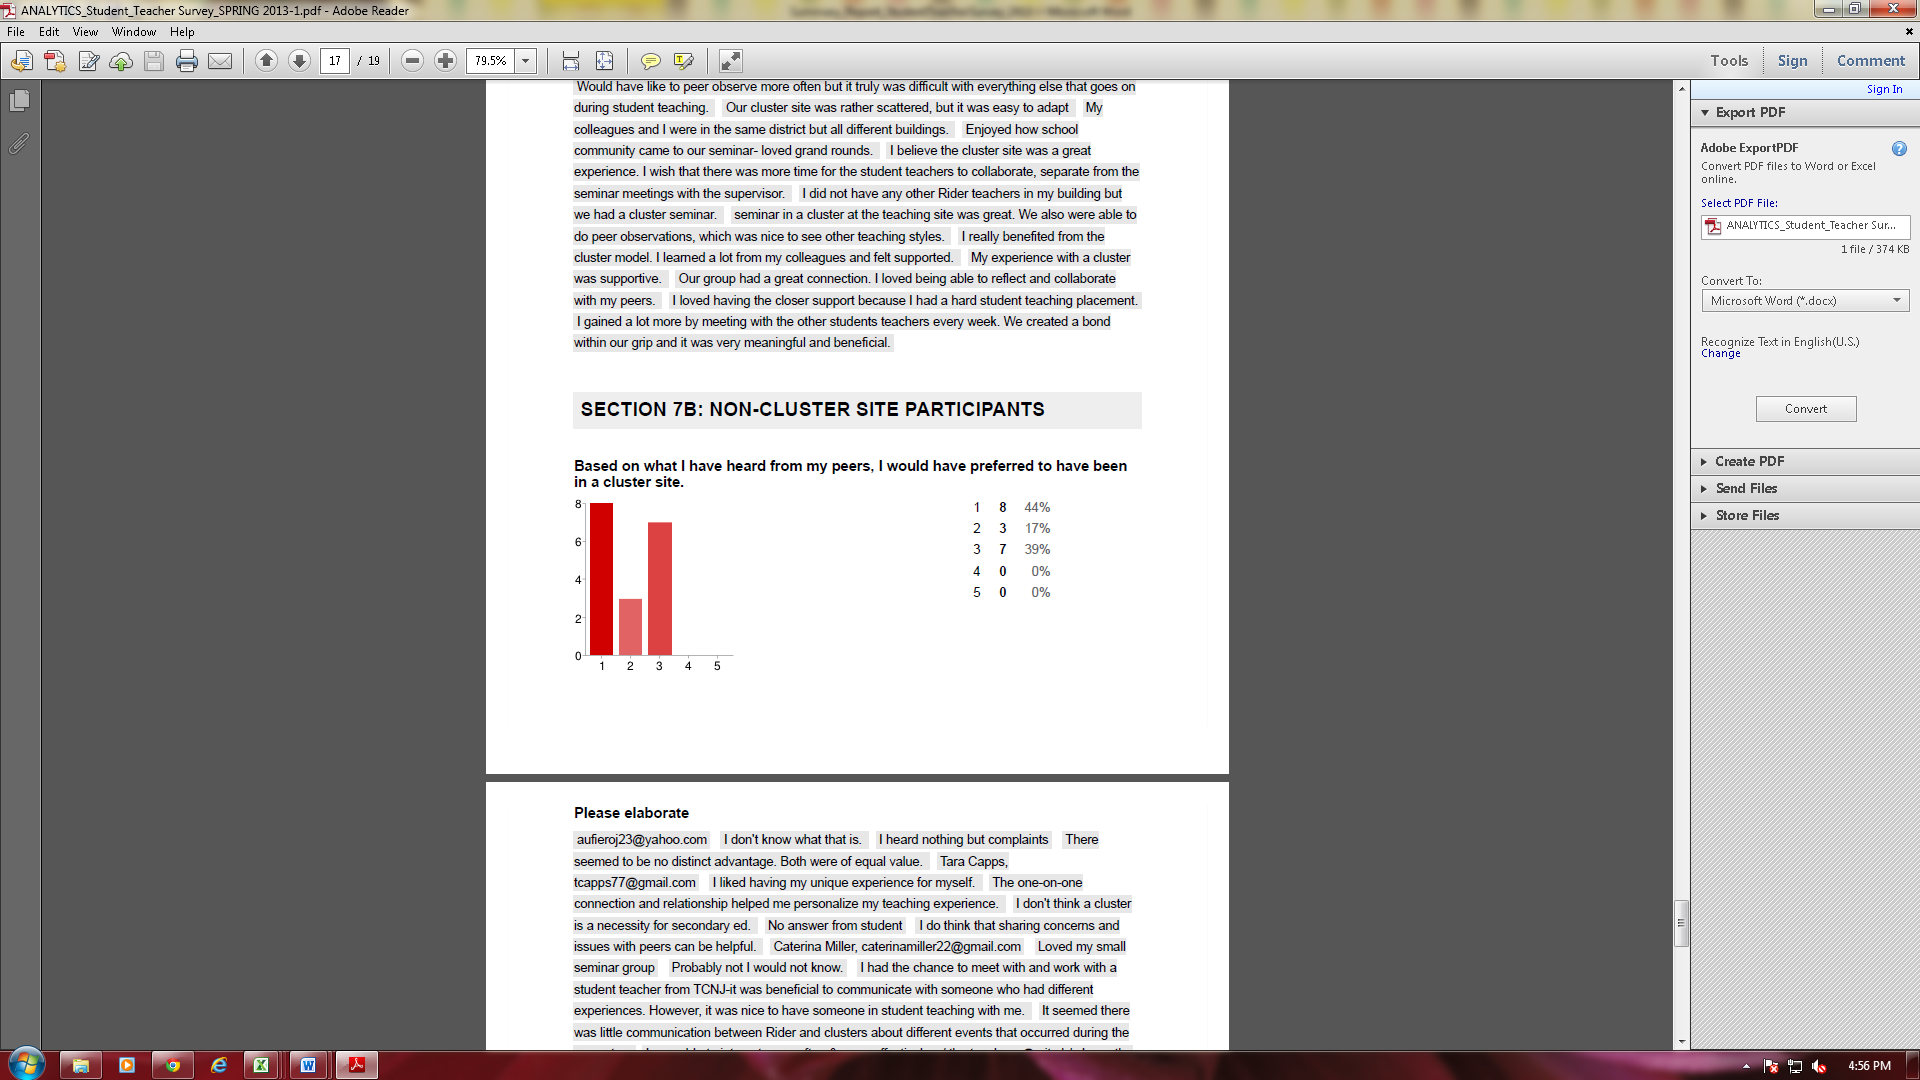 ANALYTICS_Student_Teacher Survey_SPRING 2013-1.pdf - Adobe Reader
File Edit View Window Help
17 / 19 79.5% Tools Sign Comment
Would have like to peer observe more often but it truly was difficult with everything else that goes on
during student teaching. Our cluster site was rather scattered, but it was easy to adapt My
colleagues and I were in the same district but all different buildings. Enjoyed how school
community came to our seminar- loved grand rounds. I believe the cluster site was a great
experience. I wish that there was more time for the student teachers to collaborate, separate from the
seminar meetings with the supervisor. I did not have any other Rider teachers in my building but
we had a cluster seminar. seminar in a cluster at the teaching site was great. We also were able to
do peer observations, which was nice to see other teaching styles. I really benefited from the
cluster model. I learned a lot from my colleagues and felt supported. My experience with a cluster
was supportive. Our group had a great connection. I loved being able to reflect and collaborate
with my peers. I loved having the closer support because I had a hard student teaching placement.
I gained a lot more by meeting with the other students teachers every week. We created a bond
within our grip and it was very meaningful and beneficial.
SECTION 7B: NON-CLUSTER SITE PARTICIPANTS
Based on what I have heard from my peers, I would have preferred to have been
in a cluster site.
8
6
4
2
0
1 2 3 4 5
1 8 44%
2 3 17%
3 7 39%
4 0 0%
5 0 0%
Please elaborate
aufieroj23@yahoo.com I don't know what that is. I heard nothing but complaints There
seemed to be no distinct advantage. Both were of equal value. Tara Capps,
tcapps77@gmail.com I liked having my unique experience for myself. The one-on-one
connection and relationship helped me personalize my teaching experience. I don't think a cluster
is a necessity for secondary ed. No answer from student I do think that sharing concerns and
issues with peers can be helpful. Caterina Miller, caterinamiller22@gmail.com Loved my small
seminar group Probably not I would not know. I had the chance to meet with and work with a
student teacher from TCNJ-it was beneficial to communicate with someone who had different
experiences. However, it was nice to have someone in student teaching with me. It seemed there
was little communication between Rider and clusters about different events that occurred during the
Sign In
Export PDF
Adobe ExportPDF
Convert PDF files to Word or Excel
online.
Select PDF File:
ANALYTICS_Student_Teacher Sur...
1 file / 374 KB
Convert To:
Microsoft Word (*.docx)
Recognize Text in English(U.S.)
Change
Convert
Create PDF
Send Files
Store Files
4:56 PM